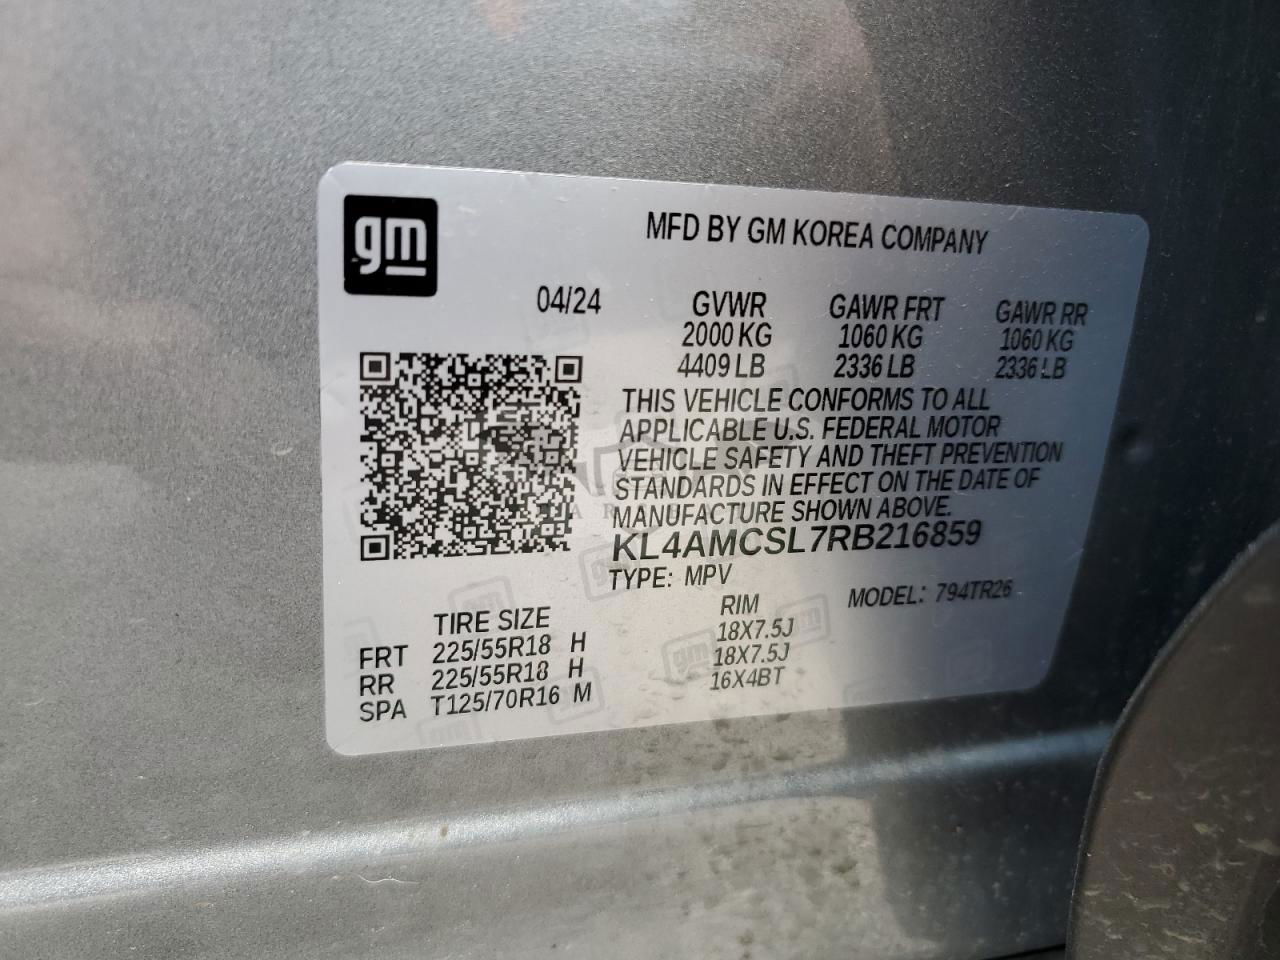 gm
MFD BY GM KOREA COMPANY
04/24 GVWR GAWR FRT GAWR RR
2000 KG 1060 KG 1060 KG
4409 LB 2336 LB 2336 LB
THIS VEHICLE CONFORMS TO ALL
APPLICABLE U.S. FEDERAL MOTOR
VEHICLE SAFETY AND THEFT PREVENTION
STANDARDS IN EFFECT ON THE DATE OF
MANUFACTURE SHOWN ABOVE.
KL4AMCSL7RB216859
TYPE: MPV
MODEL: 794TR26
TIRE SIZE RIM
FRT 225/55R18 H 18X7.5J
RR 225/55R18 H 18X7.5J
SPA T125/70R16 M 16X4BT